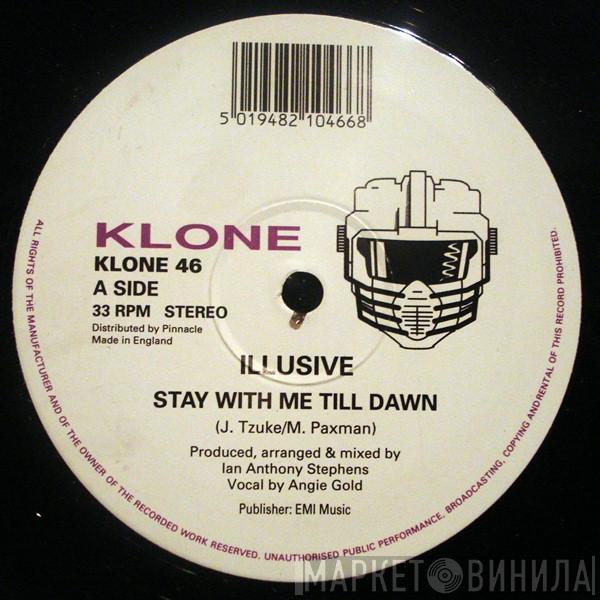 5 019482 104668
KLONE
KLONE 46
A SIDE
33 RPM STEREO
Distributed by Pinnacle
Made in England
ILLUSIVE
STAY WITH ME TILL DAWN
(J. Tzuke/M. Paxman)
Produced, arranged & mixed by
Ian Anthony Stephens
Vocal by Angie Gold
Publisher: EMI Music
ALL RIGHTS OF THE MANUFACTURER AND OF THE OWNER OF THE RECORDED WORK RESERVED. UNAUTHORISED PUBLIC PERFORMANCE, BROADCASTING, COPYING AND RENTAL OF THIS RECORD PROHIBITED.
МАРКЕТ ВИНИЛА